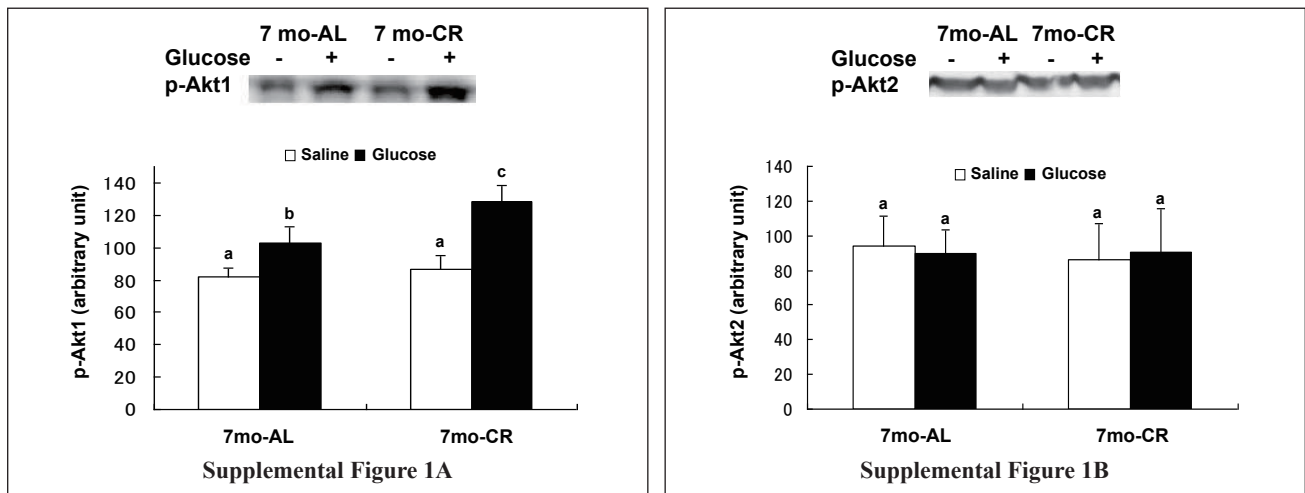 7 mo-AL 7 mo-CR
Glucose - + - +
p-Akt1
Saline Glucose
p-Akt1 (arbitrary unit)
140
120
100
80
60
40
20
0
a b a c
7mo-AL 7mo-CR
Supplemental Figure 1A
7mo-AL 7mo-CR
Glucose - + - +
p-Akt2
Saline Glucose
p-Akt2 (arbitrary unit)
140
120
100
80
60
40
20
0
a a a a
7mo-AL 7mo-CR
Supplemental Figure 1B